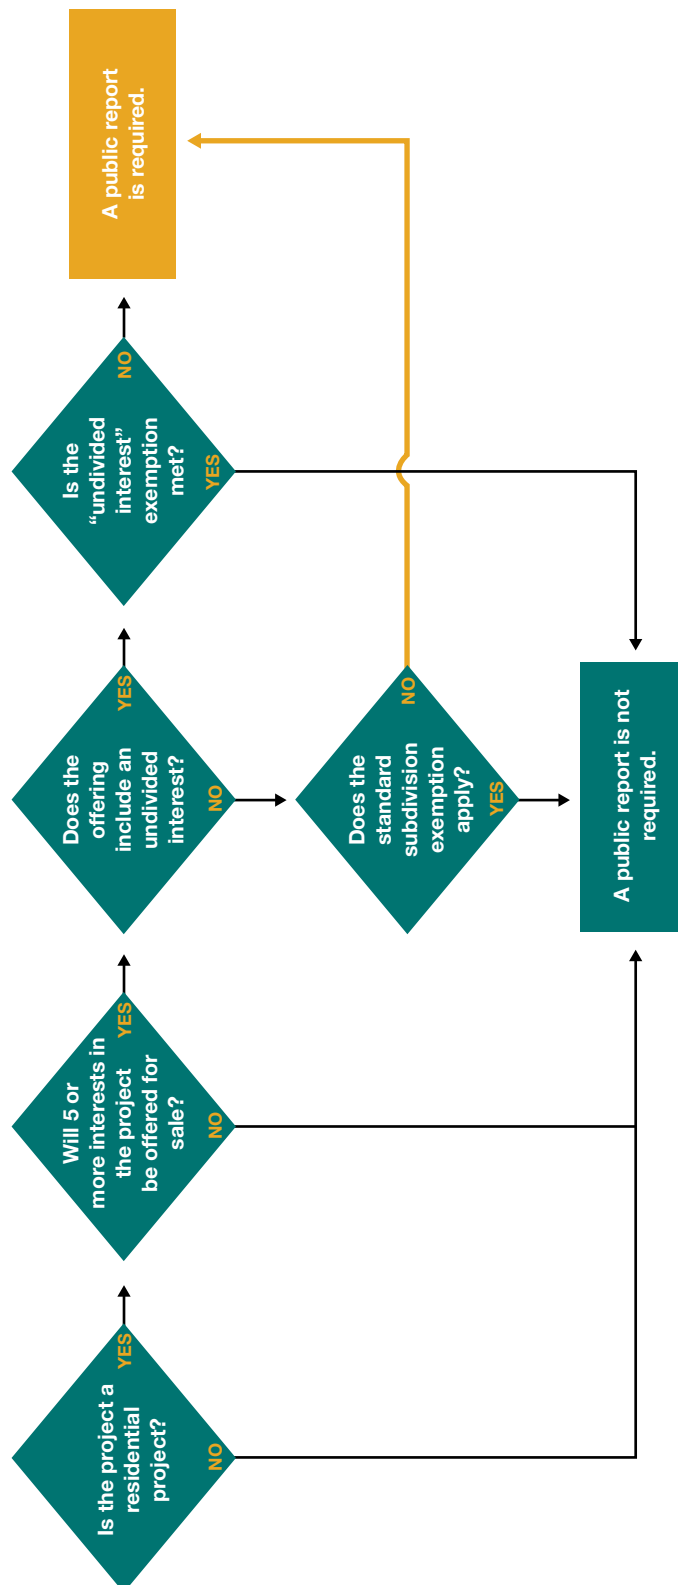 Is the project a
residential
project?
YES
NO
Will 5 or
more interests in
the project
be offered for
sale?
YES
NO
Does the
offering
include an
undivided
interest?
YES
NO
Is the
“undivided
interest”
exemption
met?
NO
YES
A public report
is required.
Does the
standard
subdivision
exemption
apply?
NO
YES
A public report is not
required.